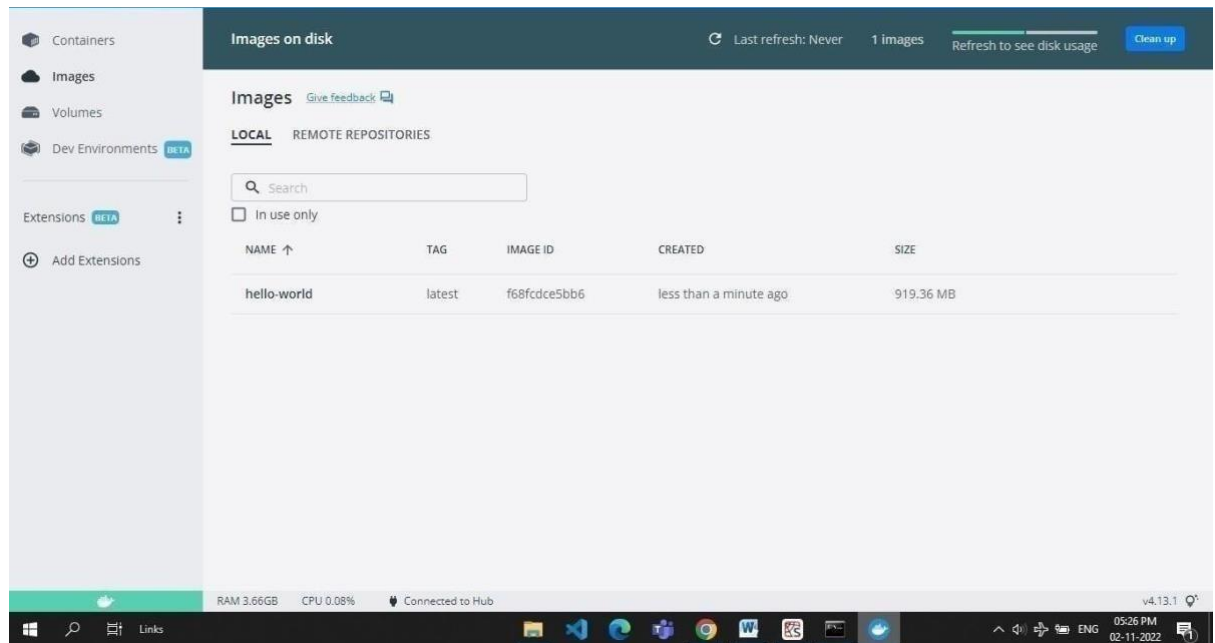 Containers
Images
Volumes
Dev Environments BETA
Extensions BETA
Add Extensions
Images on disk
Last refresh: Never
1 images
Refresh to see disk usage
Clean up
Images Give feedback
LOCAL REMOTE REPOSITORIES
Search
In use only
NAME TAG IMAGE ID CREATED SIZE
hello-world latest f68fcdce5bb6 less than a minute ago 919.36 MB
RAM 3.66GB CPU 0.08% Connected to Hub v4.13.1
Links ENG 05:26 PM
02-11-2022